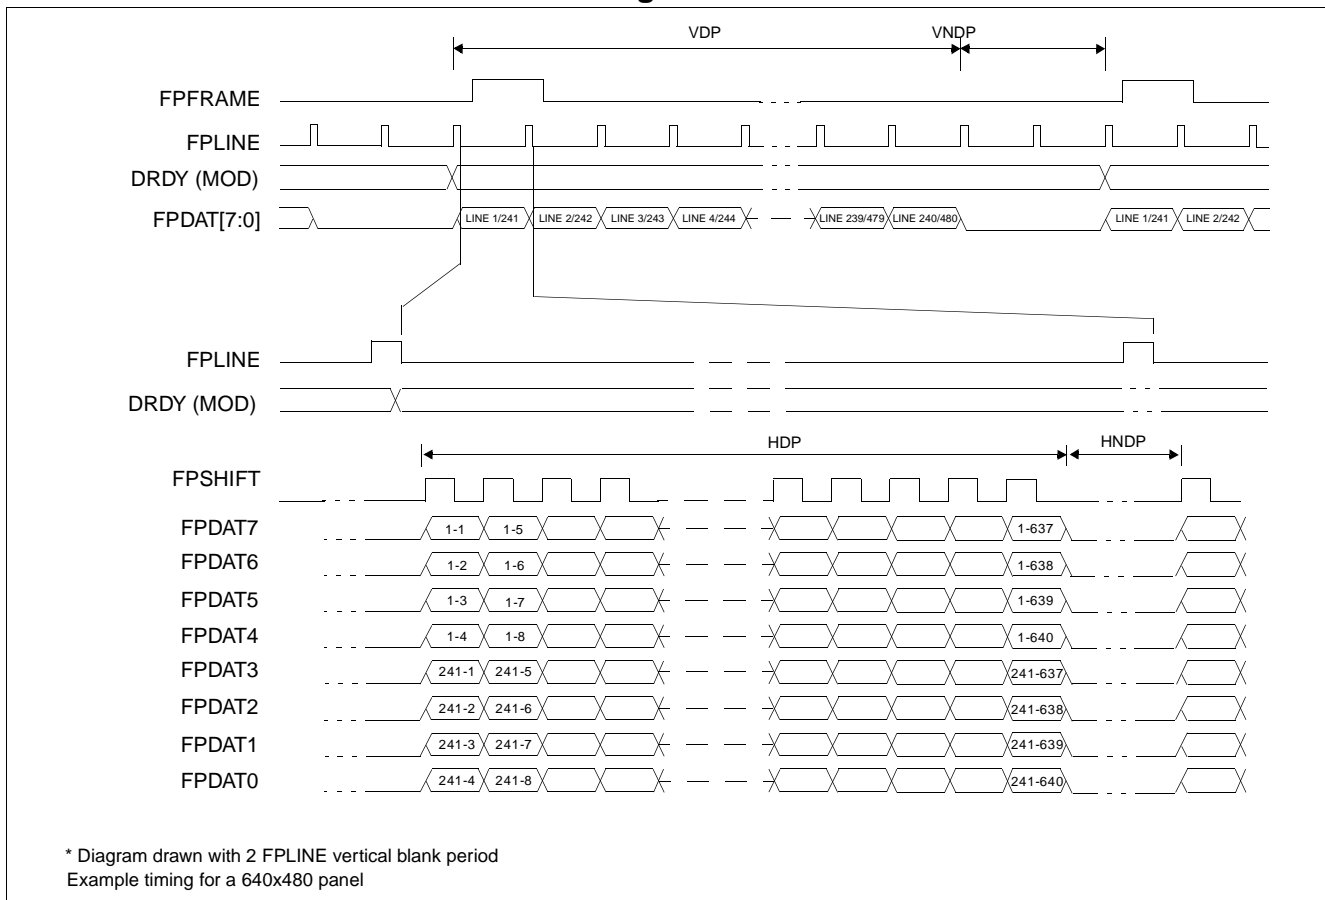 VDP VNDP
FPFRAME
FPLINE
DRDY (MOD)
FPDAT[7:0] LINE 1/241 LINE 2/242 LINE 3/243 LINE 4/244 LINE 239/479 LINE 240/480 LINE 1/241 LINE 2/242
FPLINE
DRDY (MOD)
HDP HNDP
FPSHIFT
FPDAT7 1-1 1-5 1-637
FPDAT6 1-2 1-6 1-638
FPDAT5 1-3 1-7 1-639
FPDAT4 1-4 1-8 1-640
FPDAT3 241-1 241-5 241-637
FPDAT2 241-2 241-6 241-638
FPDAT1 241-3 241-7 241-639
FPDAT0 241-4 241-8 241-640
* Diagram drawn with 2 FPLINE vertical blank period
Example timing for a 640x480 panel